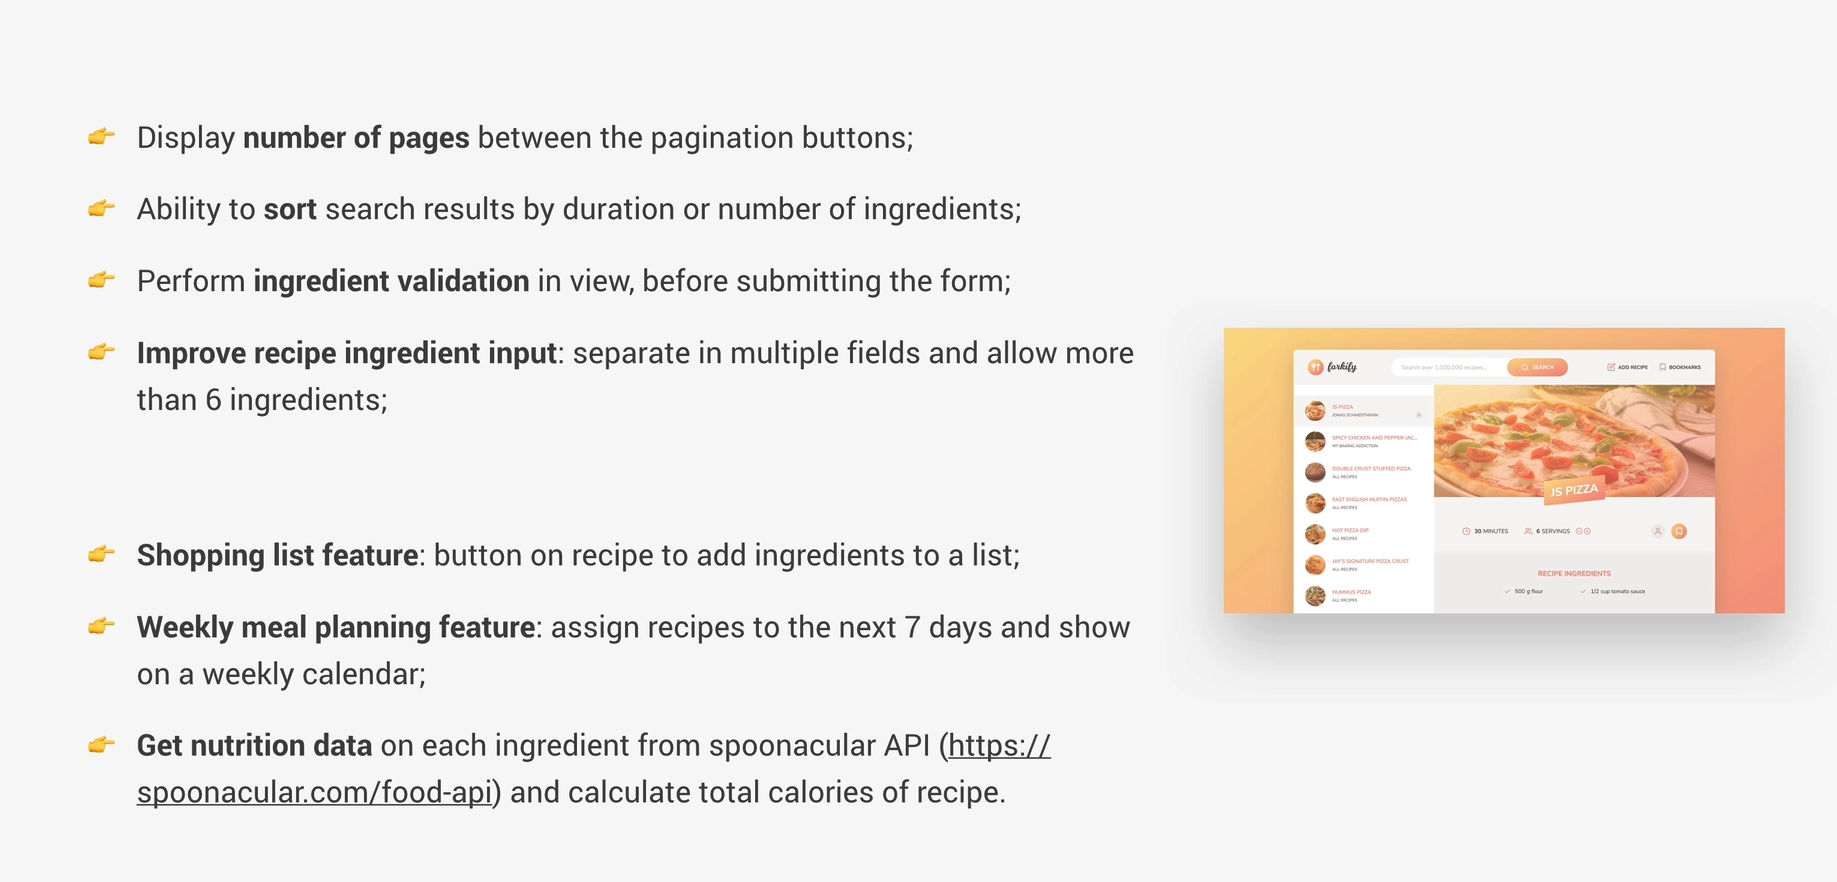 Display number of pages between the pagination buttons;
Ability to sort search results by duration or number of ingredients;
Perform ingredient validation in view, before submitting the form;
Improve recipe ingredient input: separate in multiple fields and allow more
than 6 ingredients;
Shopping list feature: button on recipe to add ingredients to a list;
Weekly meal planning feature: assign recipes to the next 7 days and show
on a weekly calendar;
Get nutrition data on each ingredient from spoonacular API (https://
spoonacular.com/food-api) and calculate total calories of recipe.
forkify
Search over 1,000,000 recipes...
SEARCH
ADD RECIPE
BOOKMARKS
JS PIZZA
JONAS SCHMEDTMANN
SPICY CHICKEN AND PEPPER JAC...
MY BAKING ADDICTION
DOUBLE CRUST STUFFED PIZZA
ALL RECIPES
FAST ENGLISH MUFFIN PIZZAS
ALL RECIPES
HOT PIZZA DIP
ALL RECIPES
JAY'S SIGNATURE PIZZA CRUST
ALL RECIPES
HUMMUS PIZZA
ALL RECIPES
JS PIZZA
30 MINUTES
6 SERVINGS
RECIPE INGREDIENTS
500 g flour
1/2 cup tomato sauce